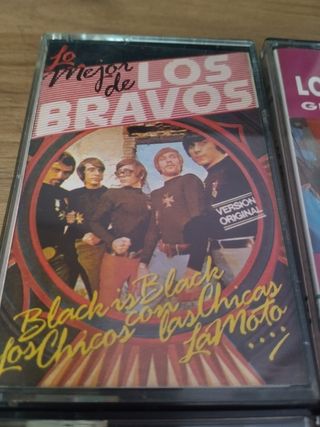 Lo
Mejor
de
LOS
BRAVOS
VERSION
ORIGINAL
Black is Black
Los Chicos con las Chicas
La Moto....
LO